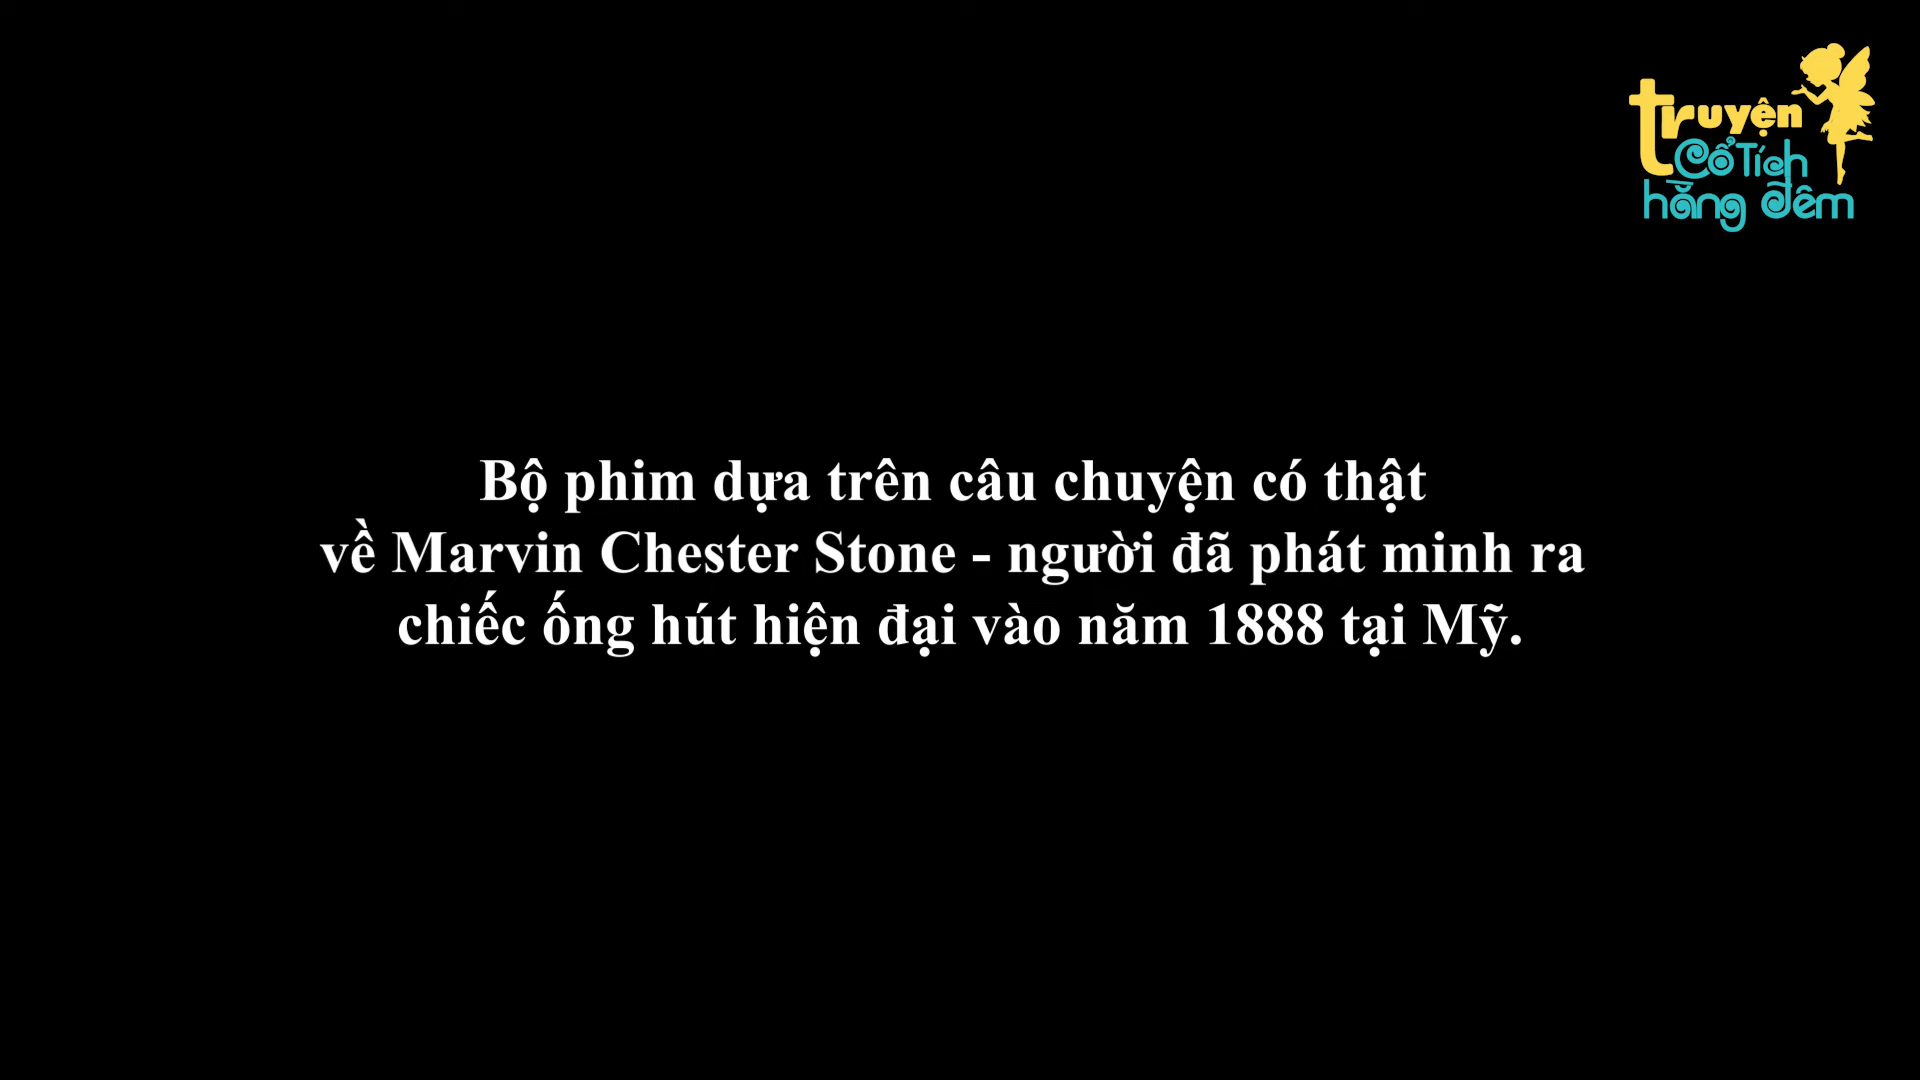 truyện
Cổ Tích
hằng đêm
Bộ phim dựa trên câu chuyện có thật
về Marvin Chester Stone - người đã phát minh ra
chiếc ống hút hiện đại vào năm 1888 tại Mỹ.